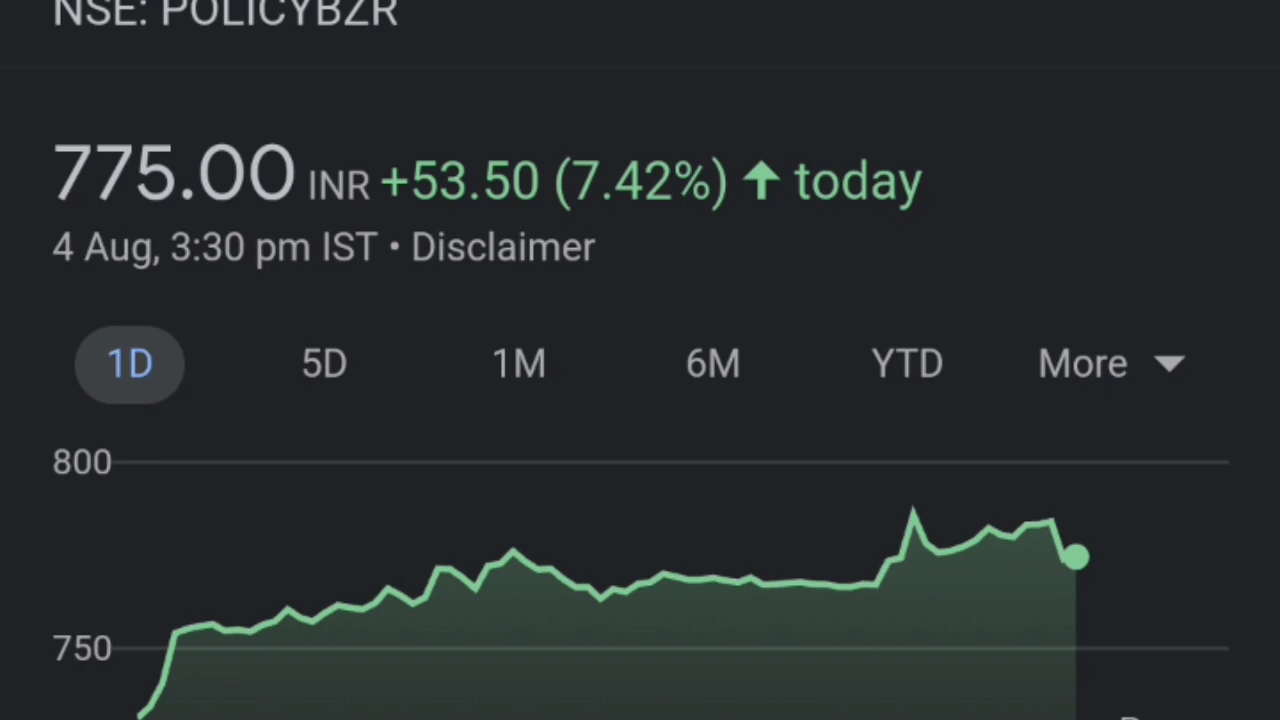 NSE: POLICYBZR
775.00 INR +53.50 (7.42%) ↑ today
4 Aug, 3:30 pm IST • Disclaimer
1D 5D 1M 6M YTD More
800
750